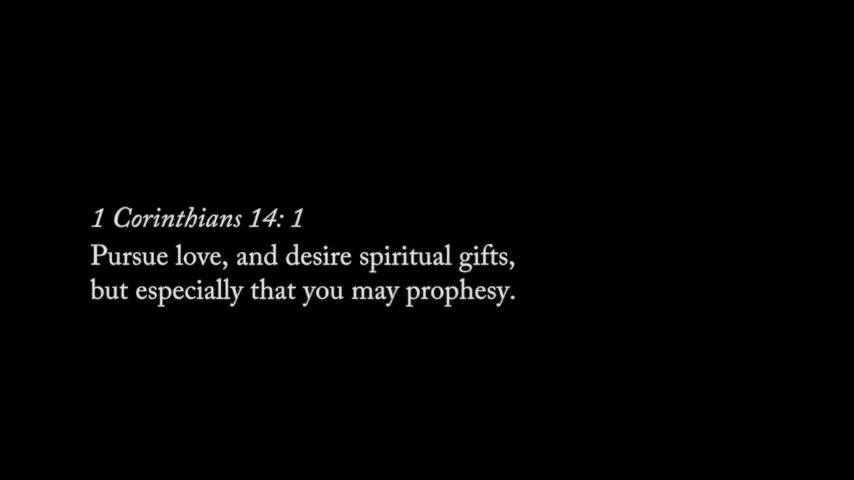 1 Corinthians 14: 1
Pursue love, and desire spiritual gifts,
but especially that you may prophesy.